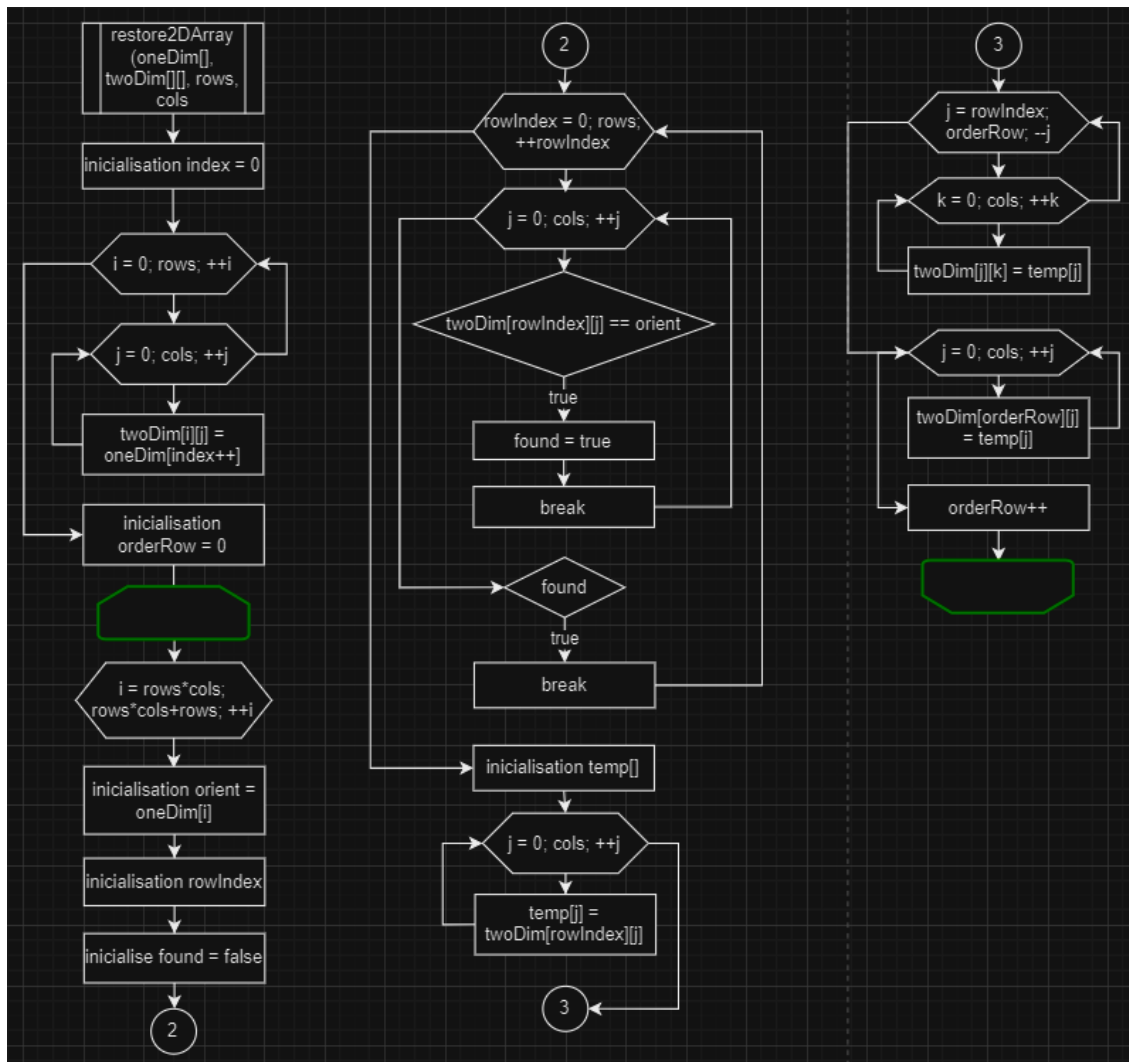 restore2DArray
(oneDim[],
twoDim[][], rows,
cols
inicialisation index = 0
i = 0; rows; ++i
j = 0; cols; ++j
twoDim[i][j] =
oneDim[index++]
inicialisation
orderRow = 0
i = rows*cols;
rows*cols+rows; ++i
inicialisation orient =
oneDim[i]
inicialisation rowIndex
inicialise found = false
2
2
rowIndex = 0; rows;
++rowIndex
j = 0; cols; ++j
twoDim[rowIndex][j] == orient
true
found = true
break
found
true
break
inicialisation temp[]
j = 0; cols; ++j
temp[j] =
twoDim[rowIndex][j]
3
3
j = rowIndex;
orderRow; --j
k = 0; cols; ++k
twoDim[j][k] = temp[j]
j = 0; cols; ++j
twoDim[orderRow][j]
= temp[j]
orderRow++